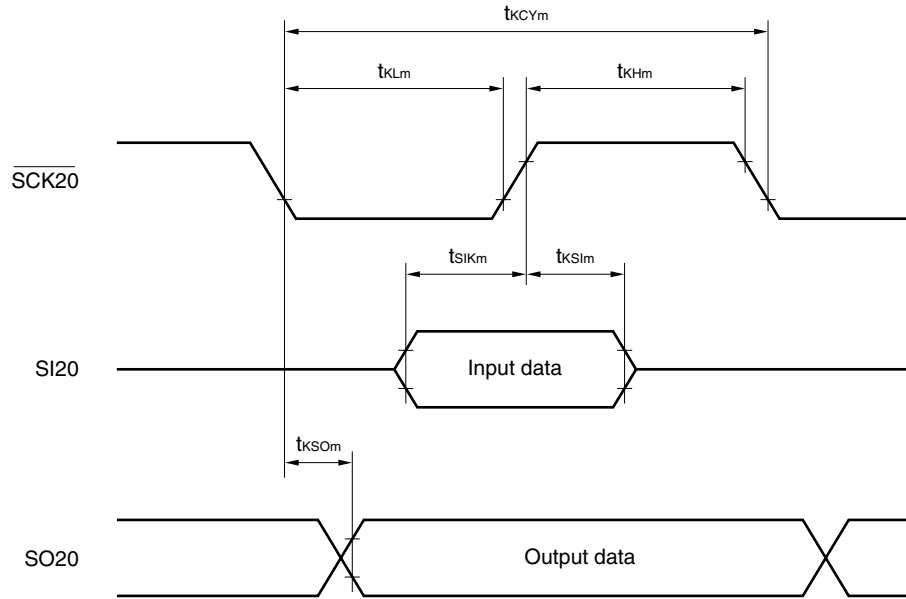 tKCYm
tKLm
tKHm
SCK20
tSIKm
tKSIm
SI20
Input data
tKSOm
SO20
Output data